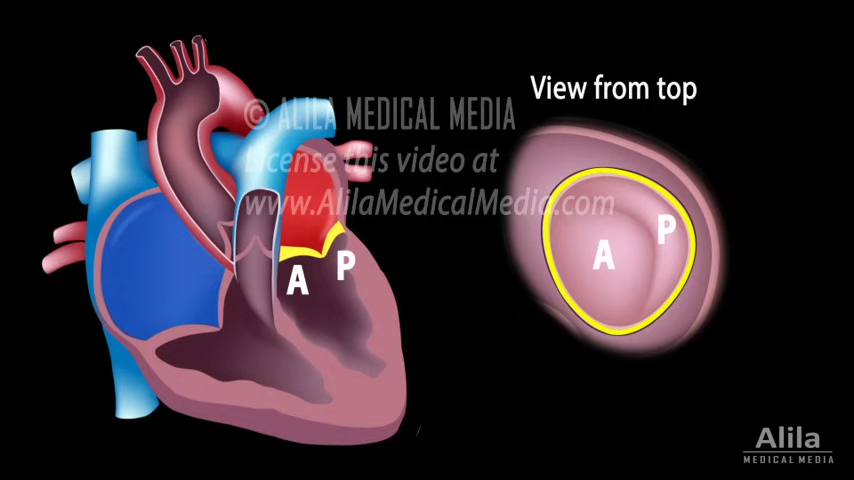 © ALILA MEDICAL MEDIA
License this video at
www.AlilaMedicalMedia.com
View from top
A
P
A
P
Alila
MEDICAL MEDIA